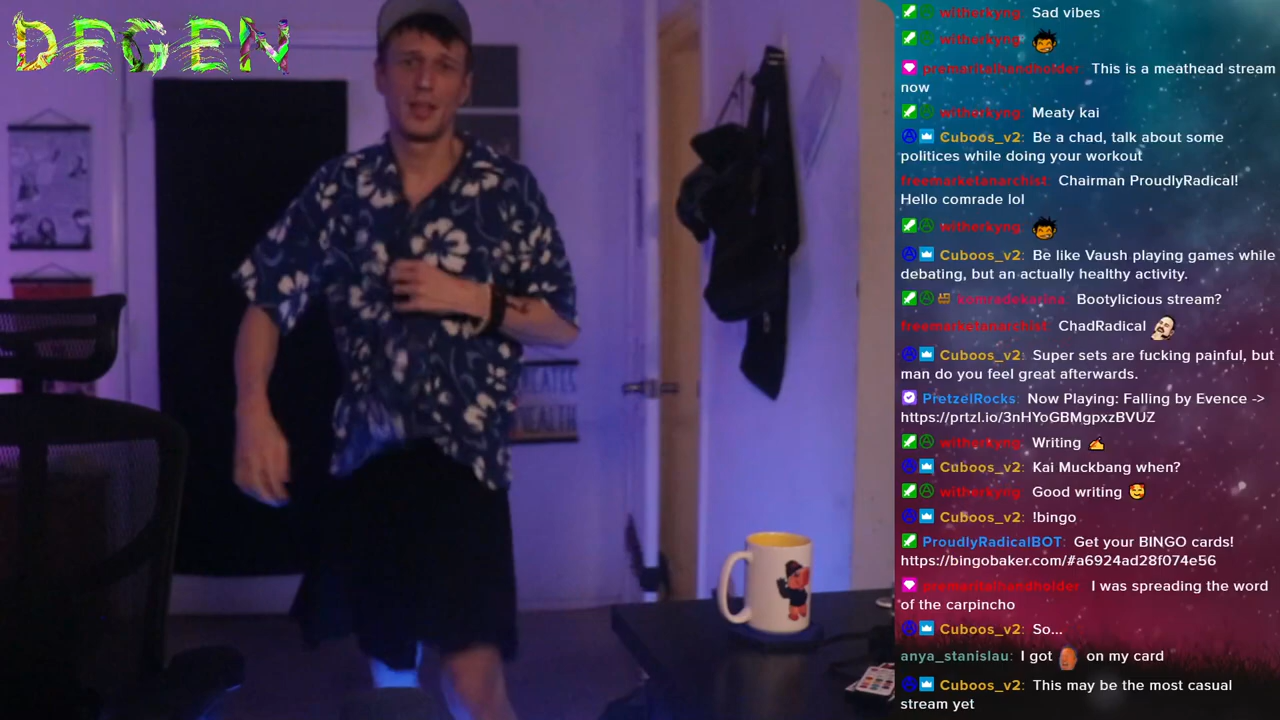 DEGEN
witherkyng: Sad vibes
witherkyng:
premaritalhandholder: This is a meathead stream
now
witherkyng: Meaty kai
Cuboos_v2: Be a chad, talk about some
politices while doing your workout
freemarketanarchist: Chairman ProudlyRadical!
Hello comrade lol
witherkyng:
Cuboos_v2: Be like Vaush playing games while
debating, but an actually healthy activity.
komradekarina: Bootylicious stream?
freemarketanarchist: ChadRadical
Cuboos_v2: Super sets are fucking painful, but
man do you feel great afterwards.
PretzelRocks: Now Playing: Falling by Evence ->
https://prtzl.io/3nHYoGBMgpxzBVUZ
witherkyng: Writing ✍
Cuboos_v2: Kai Muckbang when?
witherkyng: Good writing 🥰
Cuboos_v2: !bingo
ProudlyRadicalBOT: Get your BINGO cards!
https://bingobaker.com/#a6924ad28f074e56
premaritalhandholder: I was spreading the word
of the carpincho
Cuboos_v2: So...
anya_stanislau: I got on my card
Cuboos_v2: This may be the most casual
stream yet